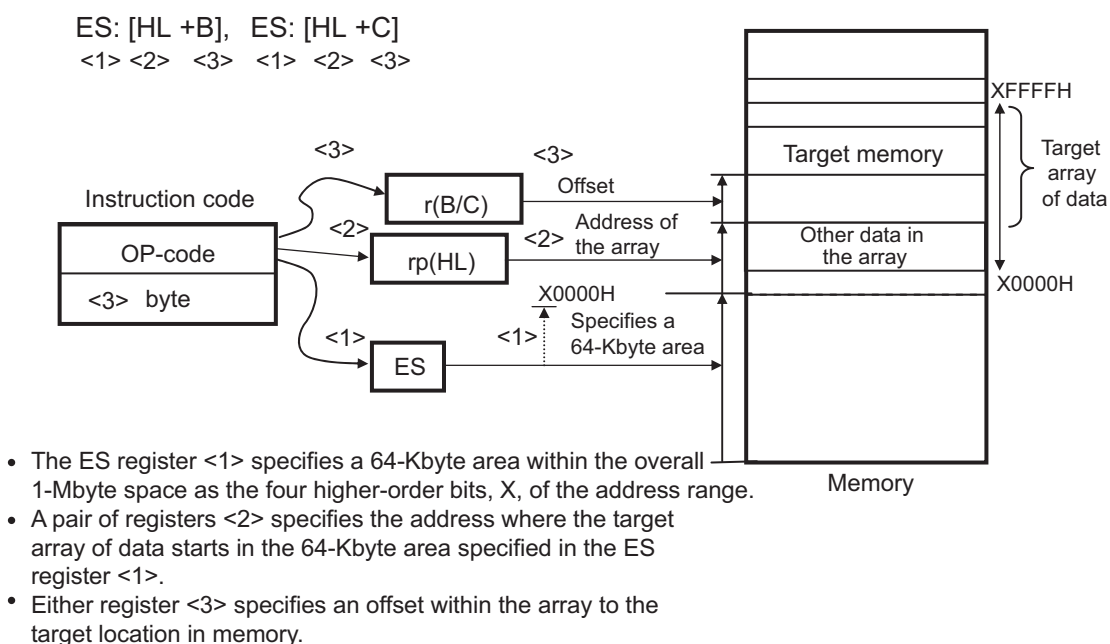 ES: [HL +B],   ES: [HL +C]
<1> <2>   <3>   <1>  <2>  <3>
XFFFFH
<3>
<3>
Target memory
Target
array
of data
Instruction code
r(B/C)
Offset
OP-code
<2>
rp(HL)
<2>
Address of
the array
Other data in
the array
<3>  byte
X0000H
X0000H
<1>
ES
<1>
Specifies a
64-Kbyte area
Memory
• The ES register <1> specifies a 64-Kbyte area within the overall
1-Mbyte space as the four higher-order bits, X, of the address range.
• A pair of registers <2> specifies the address where the target
array of data starts in the 64-Kbyte area specified in the ES
register <1>.
• Either register <3> specifies an offset within the array to the
target location in memory.